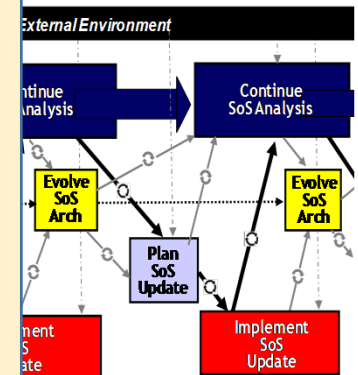 External Environment
ntinue
Analysis
Continue
SoS Analysis
Evolve
SoS
Arch
Evolve
SoS
Arch
Plan
SoS
Update
ment
S
ate
Implement
SoS
Update